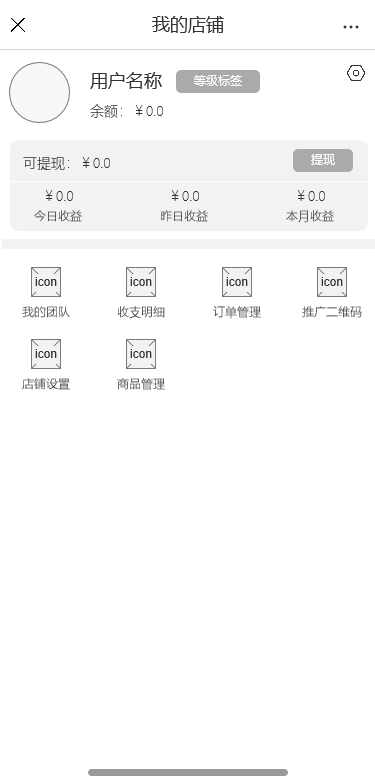 我的店铺
用户名称 等级标签
余额： ￥0.0
可提现： ￥0.0 提现
￥0.0 ￥0.0 ￥0.0
今日收益 昨日收益 本月收益
icon icon icon icon
我的团队 收支明细 订单管理 推广二维码
icon icon
店铺设置 商品管理